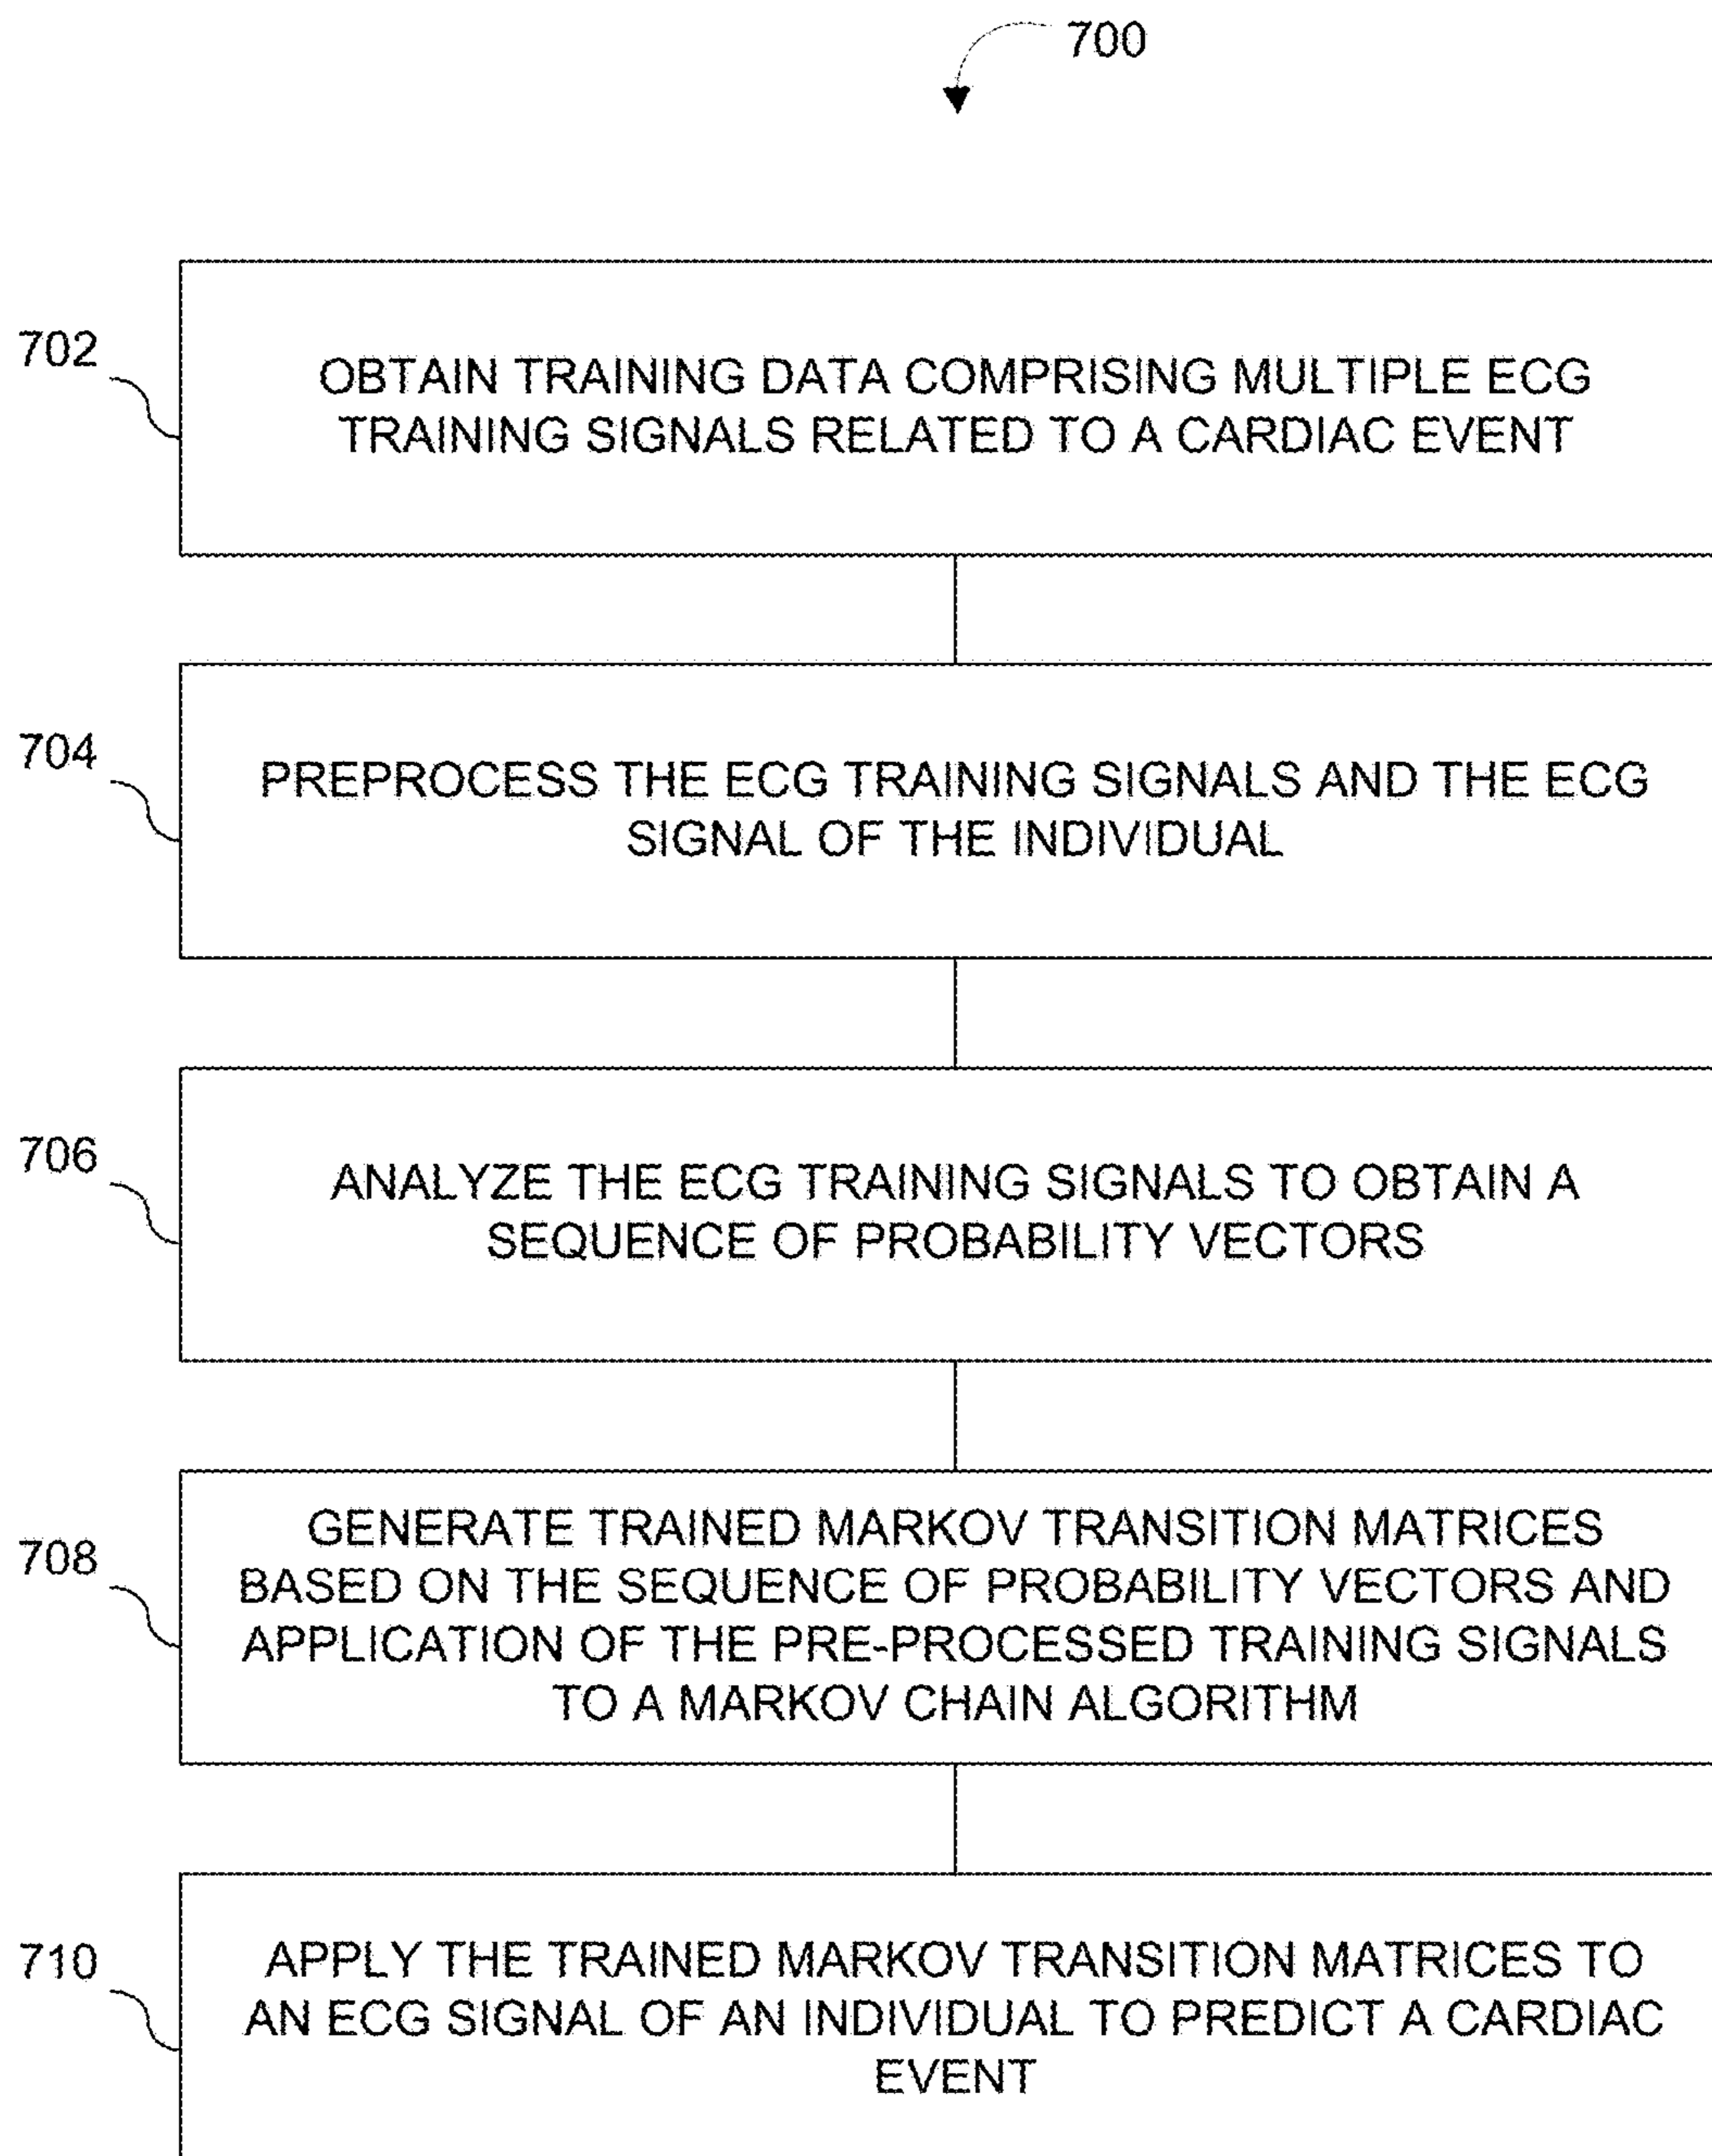 700
702
OBTAIN TRAINING DATA COMPRISING MULTIPLE ECG
TRAINING SIGNALS RELATED TO A CARDIAC EVENT
704
PREPROCESS THE ECG TRAINING SIGNALS AND THE ECG
SIGNAL OF THE INDIVIDUAL
706
ANALYZE THE ECG TRAINING SIGNALS TO OBTAIN A
SEQUENCE OF PROBABILITY VECTORS
708
GENERATE TRAINED MARKOV TRANSITION MATRICES
BASED ON THE SEQUENCE OF PROBABILITY VECTORS AND
APPLICATION OF THE PRE-PROCESSED TRAINING SIGNALS
TO A MARKOV CHAIN ALGORITHM
710
APPLY THE TRAINED MARKOV TRANSITION MATRICES TO
AN ECG SIGNAL OF AN INDIVIDUAL TO PREDICT A CARDIAC
EVENT